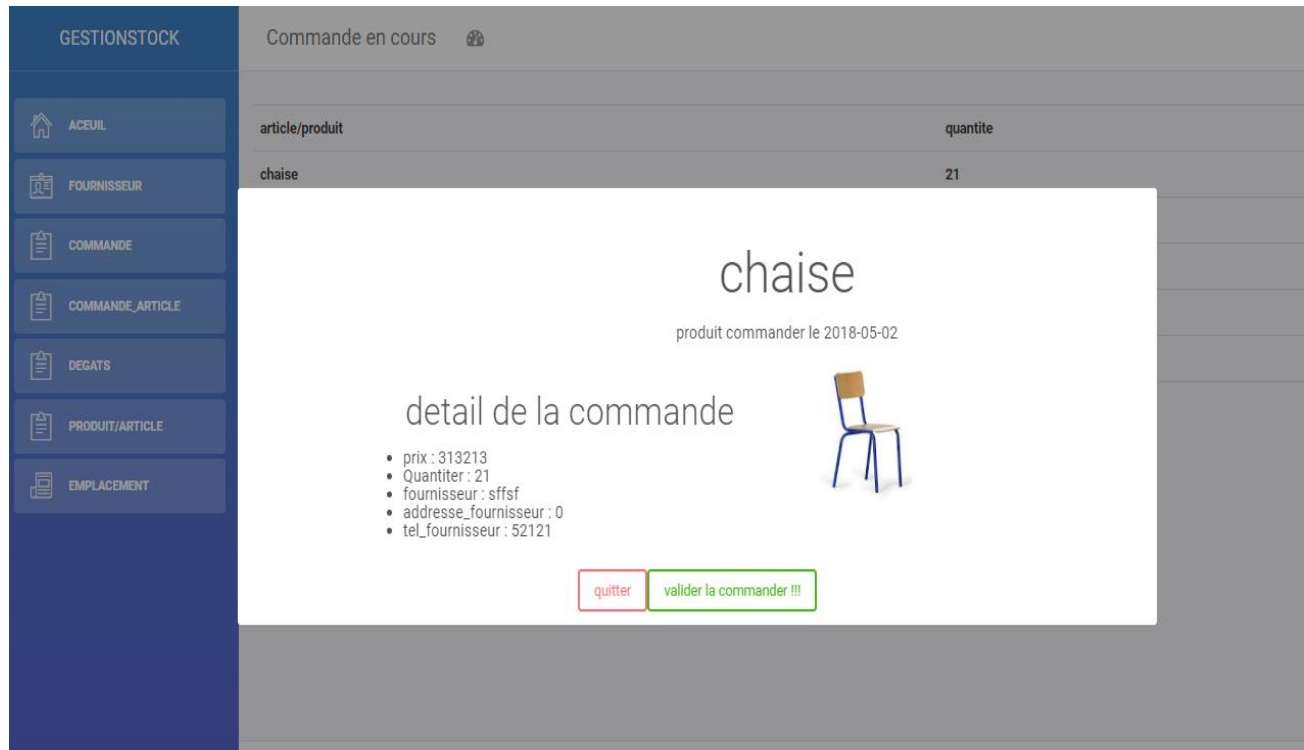 GESTIONSTOCK
Commande en cours
ACEUIL
FOURNISSEUR
COMMANDE
COMMANDE_ARTICLE
DEGATS
PRODUIT/ARTICLE
EMPLACEMENT
article/produit quantite
chaise 21
chaise
produit commander le 2018-05-02
detail de la commande
• prix : 313213
• Quantiter : 21
• fournisseur : sffsf
• addresse_fournisseur : 0
• tel_fournisseur : 52121
quitter valider la commander !!!